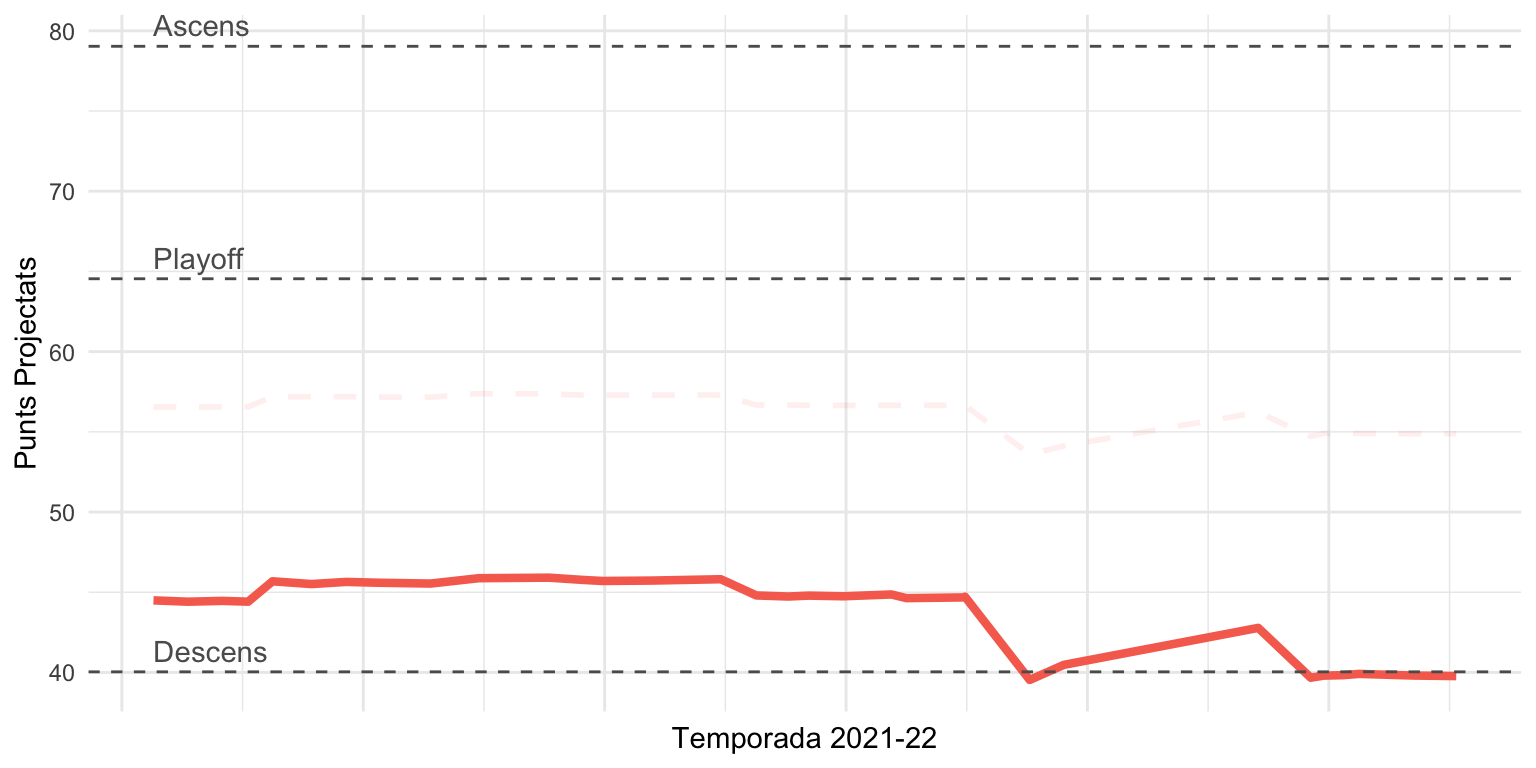 80
Ascens
70
Playoff
60
Punts Projectats
50
Descens
40
Temporada 2021-22